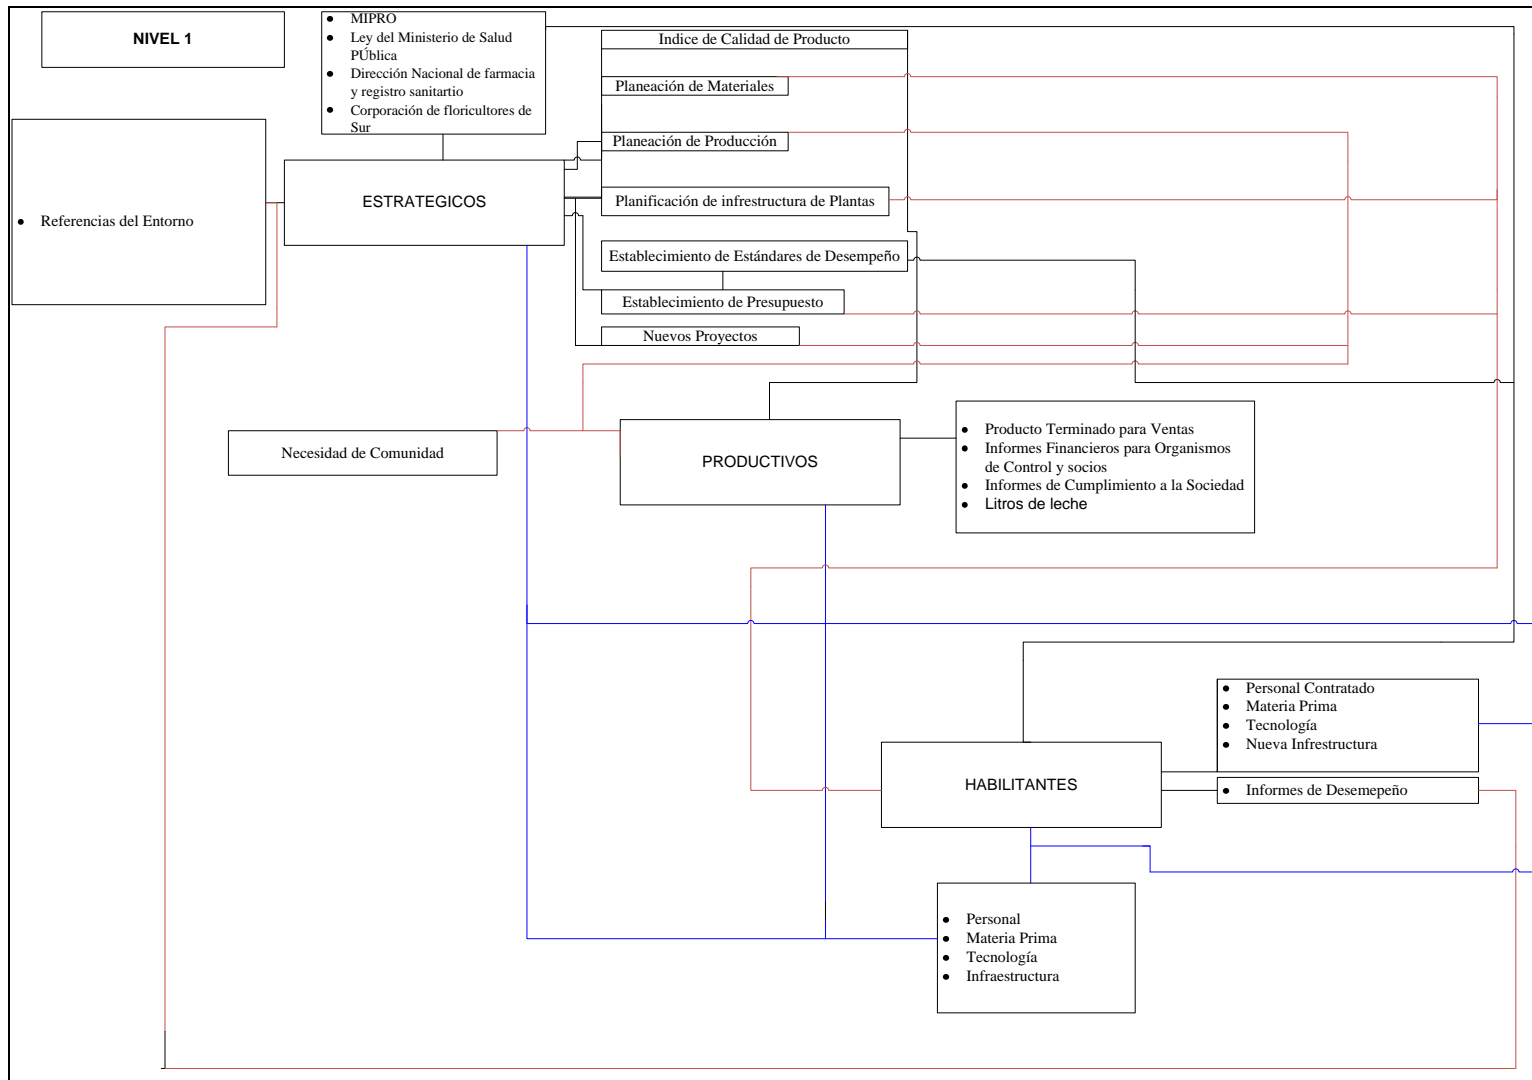 NIVEL 1
• MIPRO
• Ley del Ministerio de Salud
PÚblica
• Dirección Nacional de farmacia
y registro sanitartio
• Corporación de floricultores de
Sur
Indice de Calidad de Producto
Planeación de Materiales
Planeación de Producción
• Referencias del Entorno
ESTRATEGICOS
Planificación de infrestructura de Plantas
Establecimiento de Estándares de Desempeño
Establecimiento de Presupuesto
Nuevos Proyectos
Necesidad de Comunidad
PRODUCTIVOS
• Producto Terminado para Ventas
• Informes Financieros para Organismos
de Control y socios
• Informes de Cumplimiento a la Sociedad
• Litros de leche
• Personal Contratado
• Materia Prima
• Tecnología
• Nueva Infrestructura
HABILITANTES
• Informes de Desemepeño
• Personal
• Materia Prima
• Tecnología
• Infraestructura